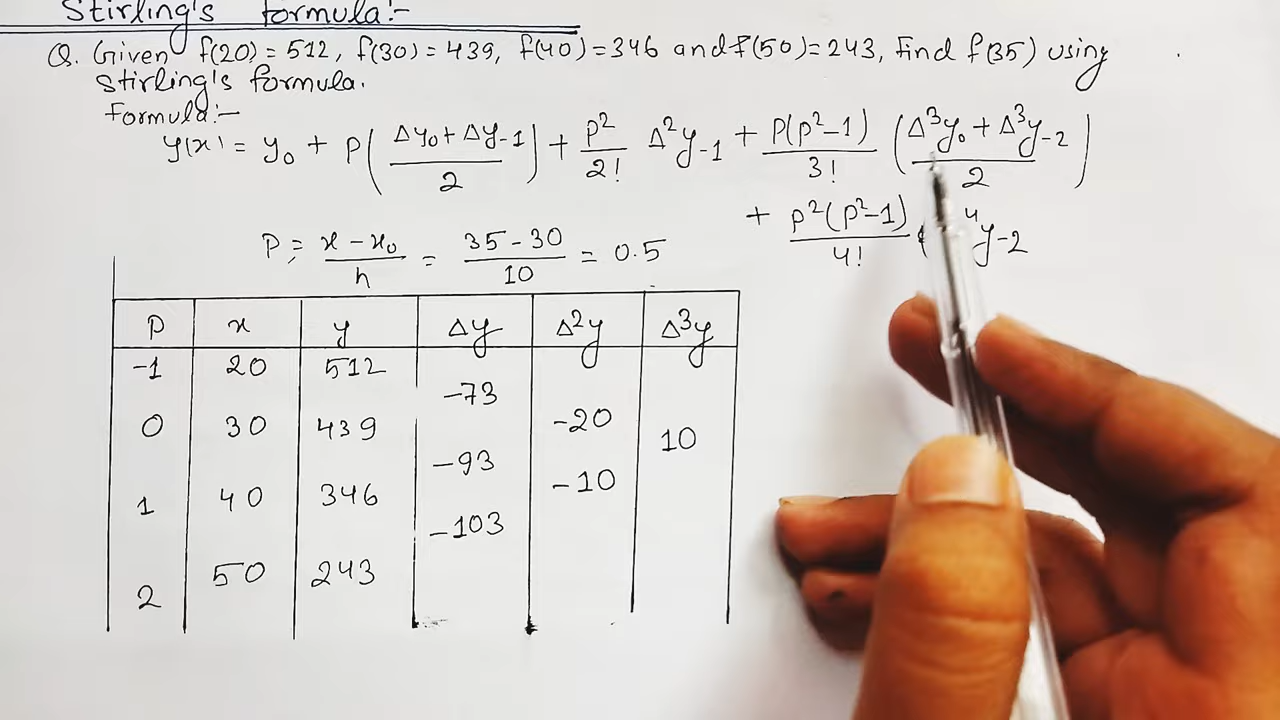 Stirling's formula:-
Q. Given f(20) = 512, f(30) = 439, f(40) = 346 and f(50) = 243, Find f(35) using
Stirling's formula.
Formula:-
y(x) = y₀ + P((Δy₀ + Δy-1)/2) + P²/2! Δ²y-1 + P(P²-1)/3! ((Δ³y₀ + Δ³y-2)/2)
+ P²(P²-1)/4! ⁴y-2
P = (x - x₀)/h = (35 - 30)/10 = 0.5
P x y Δy Δ²y Δ³y
-1 20 512
-73
0 30 439 -20
10
-93
1 40 346 -10
-103
2 50 243